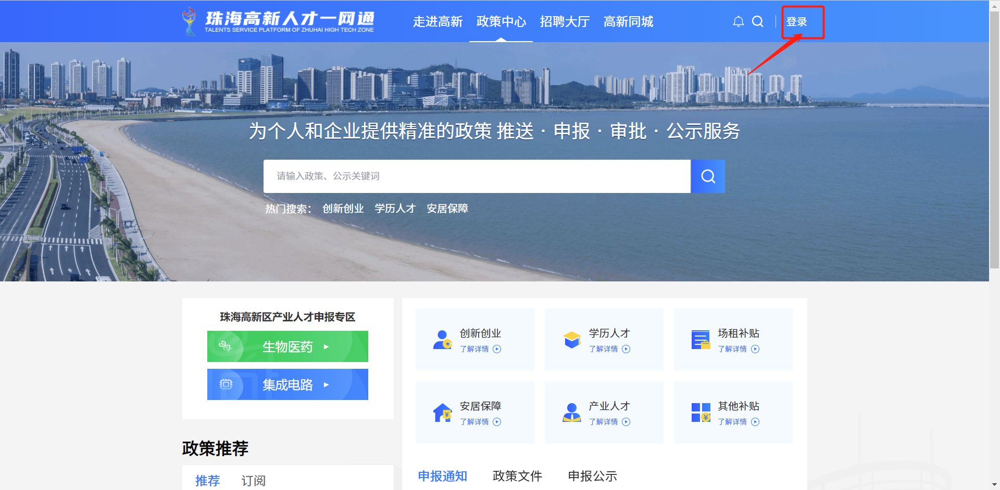 珠海高新人才一网通
TALENTS SERVICE PLATFORM OF ZHUHAI HIGH TECH ZONE
走进高新 政策中心 招聘大厅 高新同城
登录
为个人和企业提供精准的政策 推送 · 申报 · 审批 · 公示服务
请输入政策、公示关键词
热门搜索： 创新创业 学历人才 安居保障
珠海高新区产业人才申报专区
生物医药
集成电路
政策推荐
推荐 订阅
创新创业
了解详情
学历人才
了解详情
场租补贴
了解详情
安居保障
了解详情
产业人才
了解详情
其他补贴
了解详情
申报通知 政策文件 申报公示